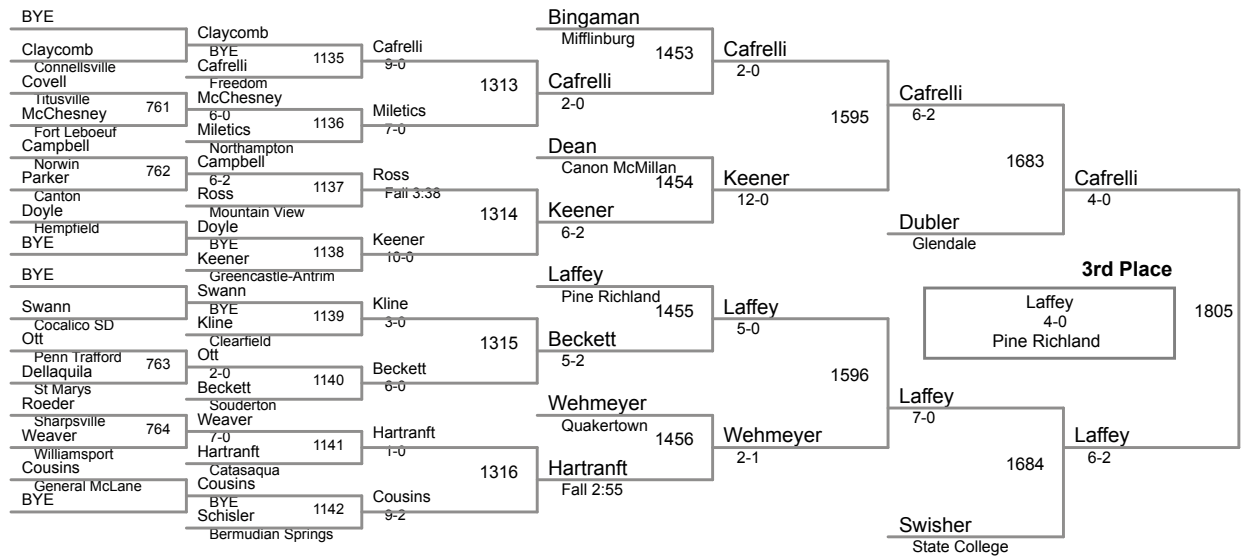 BYE
Claycomb
Connellsville
Covell
Titusville
McChesney
761
Fort Leboeuf
Campbell
Norwin
Parker
762
Canton
Doyle
Hempfield
BYE
BYE
Swann
Cocalico SD
Ott
Penn Trafford
Dellaquila
763
St Marys
Roeder
Sharpsville
Weaver
764
Williamsport
Cousins
General McLane
BYE
Claycomb
BYE
Cafrelli
1135
Freedom
McChesney
6-0
Miletics
1136
Northampton
Campbell
6-2
Ross
1137
Mountain View
Doyle
BYE
Keener
1138
Greencastle-Antrim
Swann
BYE
Kline
1139
Clearfield
Ott
2-0
Beckett
1140
Souderton
Weaver
7-0
Hartranft
1141
Catasaqua
Cousins
BYE
Schisler
1142
Bermudian Springs
Cafrelli
9-0
1313
Miletics
7-0
Ross
Fall 3:38
1314
Keener
10-0
Kline
3-0
1315
Beckett
6-0
Hartranft
1-0
1316
Cousins
9-2
Bingaman
Mifflinburg
1453
Cafrelli
2-0
Dean
Canon McMillan
1454
Keener
6-2
Laffey
Pine Richland
1455
Beckett
5-2
Wehmeyer
Quakertown
1456
Hartranft
Fall 2:55
Cafrelli
2-0
1595
Keener
12-0
Laffey
5-0
1596
Wehmeyer
2-1
Cafrelli
6-2
1683
Dubler
Glendale
Laffey
7-0
1684
Swisher
State College
Cafrelli
4-0
3rd Place
Laffey
4-0
Pine Richland
1805
Laffey
6-2